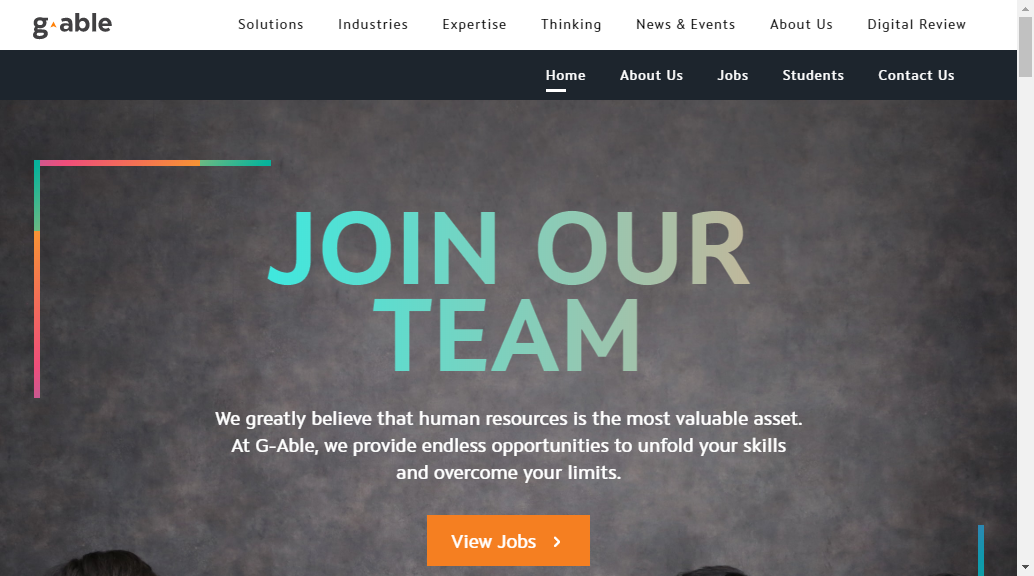 g-able
Solutions Industries Expertise Thinking News & Events About Us Digital Review
Home About Us Jobs Students Contact Us
JOIN OUR
TEAM
We greatly believe that human resources is the most valuable asset.
At G-Able, we provide endless opportunities to unfold your skills
and overcome your limits.
View Jobs